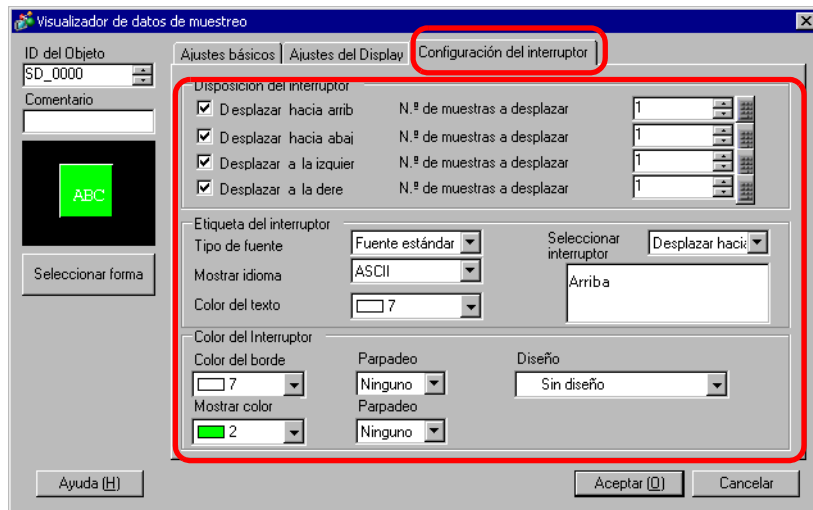 Visualizador de datos de muestreo
ID del Objeto
SD_0000
Comentario
ABC
Seleccionar forma
Ajustes básicos
Ajustes del Display
Configuración del interruptor
Disposición del interruptor
Desplazar hacia arrib N.º de muestras a desplazar 1
Desplazar hacia abaj N.º de muestras a desplazar 1
Desplazar a la izquier N.º de muestras a desplazar 1
Desplazar a la dere N.º de muestras a desplazar 1
Etiqueta del interruptor
Tipo de fuente Fuente estándar
Mostrar idioma ASCII
Color del texto 7
Seleccionar interruptor Desplazar hacia
Arriba
Color del Interruptor
Color del borde Parpadeo Diseño
7 Ninguno Sin diseño
Mostrar color Parpadeo
2 Ninguno
Ayuda (H)
Aceptar (O)
Cancelar